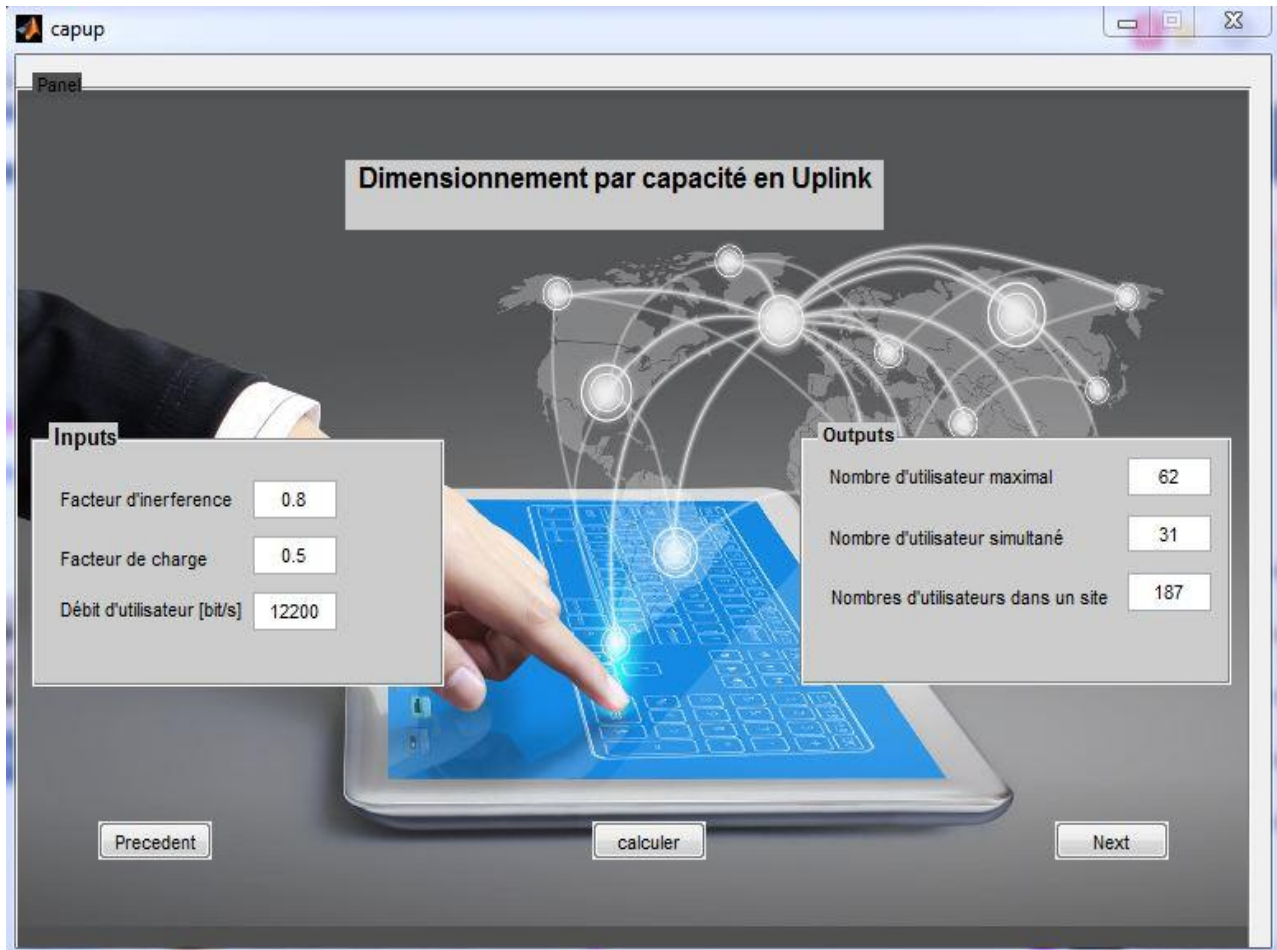 capup
Panel
Dimensionnement par capacité en Uplink
Inputs
Facteur d'inerference 0.8
Facteur de charge 0.5
Débit d'utilisateur [bit/s] 12200
Outputs
Nombre d'utilisateur maximal 62
Nombre d'utilisateur simultané 31
Nombres d'utilisateurs dans un site 187
Precedent
calculer
Next